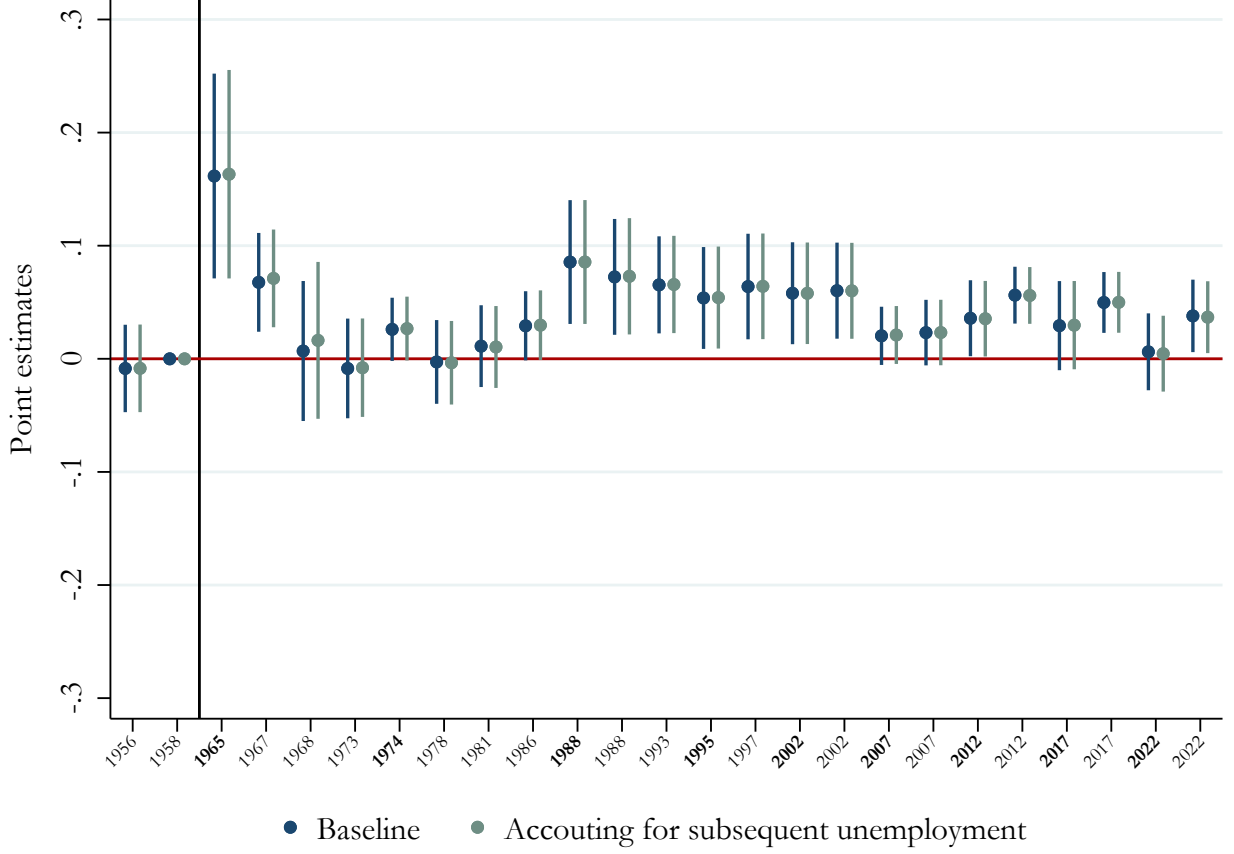 .3
.2
.1
0
-.1
-.2
-.3
Point estimates
1956 1958 1965 1967 1968 1973 1974 1978 1981 1986 1988 1988 1993 1995 1997 2002 2002 2007 2007 2012 2012 2017 2017 2022 2022
Baseline Accouting for subsequent unemployment